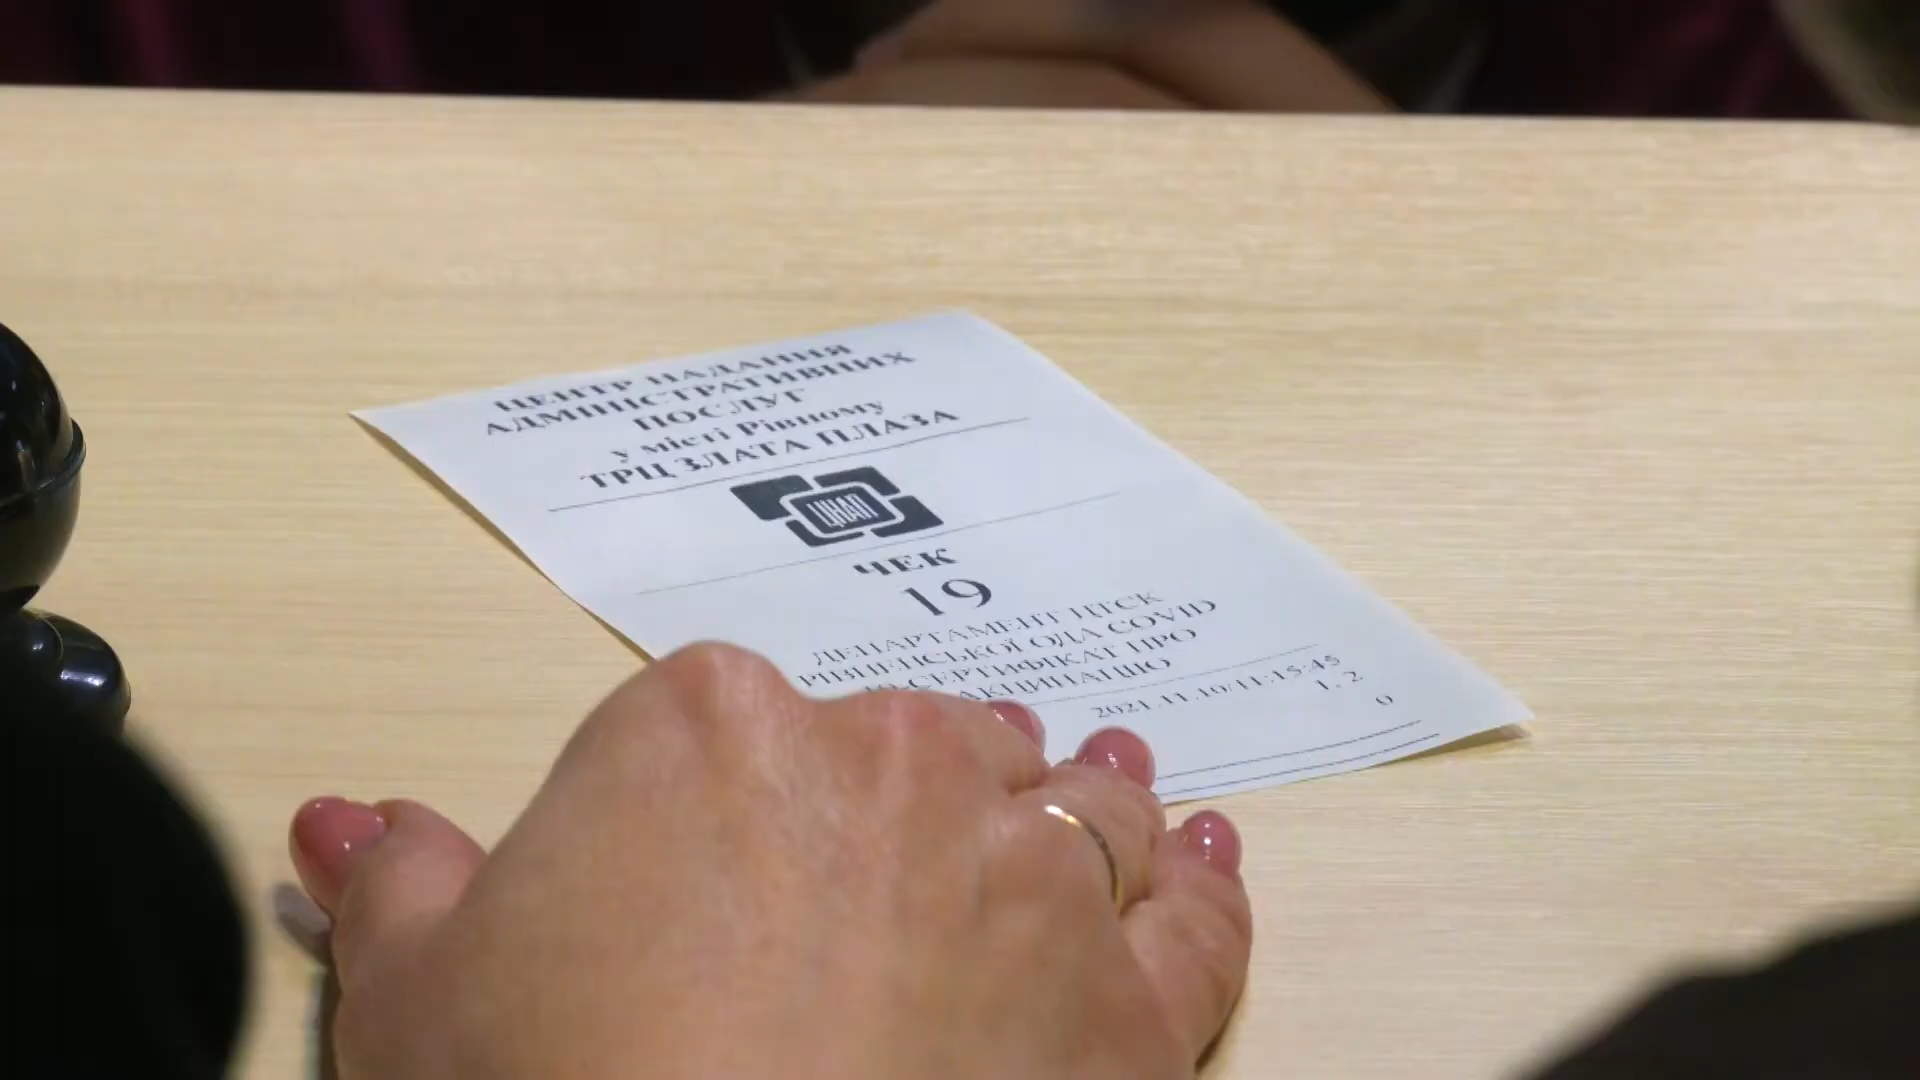 ЦЕНТР НАДАННЯ
АДМІНІСТРАТИВНИХ
ПОСЛУГ
у місті Рівному
ТРЦ ЗЛАТА ПЛАЗА
ЦНАП
ЧЕК
19
ДЕПАРТАМЕНТ ЦТСК
РІВНЕНСЬКОЇ ОДА COVID
СЕРТИФІКАТ ПРО
ВАКЦИНАЦІЮ
2021.11.10/11:15:45
1, 2
0